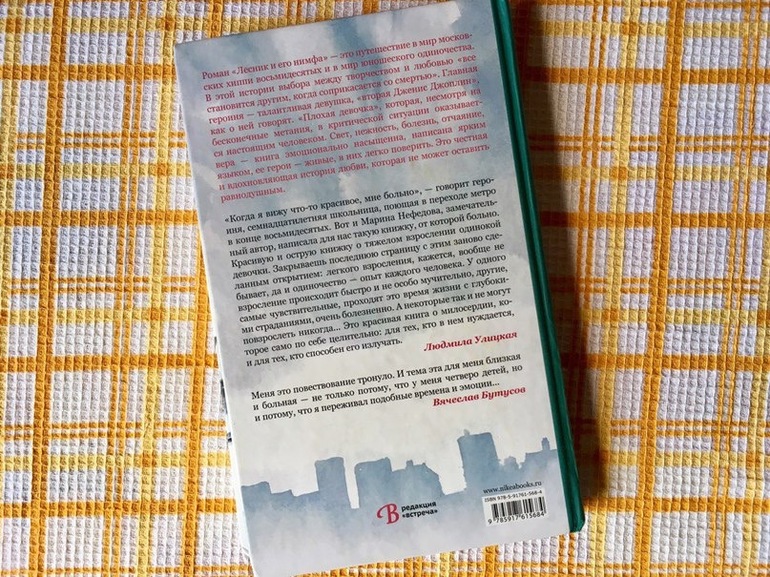 Роман «Лесник и его нимфа» — это путешествие в мир москов-
ских хиппи восьмидесятых и в мир юношеского одиночества.
В этой истории выбора между творчеством и любовью «все
становится другим, когда соприкасается со смертью». Главная
героиня — талантливая девушка, «вторая Дженис Джоплин»,
как о ней говорят. «Плохая девочка», которая, несмотря на
бесконечные метания, в критической ситуации оказывает-
ся настоящим человеком. Свет, нежность, болезнь, отчаяние,
вера — книга эмоционально насыщенна, написана ярким
языком, ее герои — живые, в них легко поверить. Это честная
и вдохновляющая история любви, которая не может оставить
равнодушным.
«Когда я вижу что-то красивое, мне больно», — говорит геро-
иня, семнадцатилетняя школьница, поющая в переходе метро
в конце восьмидесятых. Вот и Марина Нефедова, замечатель-
ный автор, написала для нас такую книжку, от которой больно.
Красивую и острую книжку о тяжелом взрослении одинокой
девочки. Закрываешь последнюю страницу с этим заново сде-
ланным открытием: легкого взросления, кажется, вообще не
бывает, да и одиночество — опыт каждого человека. У одного
взросление происходит быстро и не особо мучительно, другие,
самые чувствительные, проходят это время жизни с глубоки-
ми страданиями, очень болезненно. А некоторые так и не могут
повзрослеть никогда... Это красивая книга о милосердии, ко-
торое само по себе целительно: для тех, кто в нем нуждается,
и для тех, кто способен его излучать.
Людмила Улицкая
Меня это повествование тронуло. И тема эта для меня близкая
и больная — не только потому, что у меня четверо детей, но
и потому, что я переживал подобные времена и эмоции...
Вячеслав Бутусов
В редакция
«встреча»
www.nikeabooks.ru
ISBN 978-5-91761-568-4
9 785917 615684